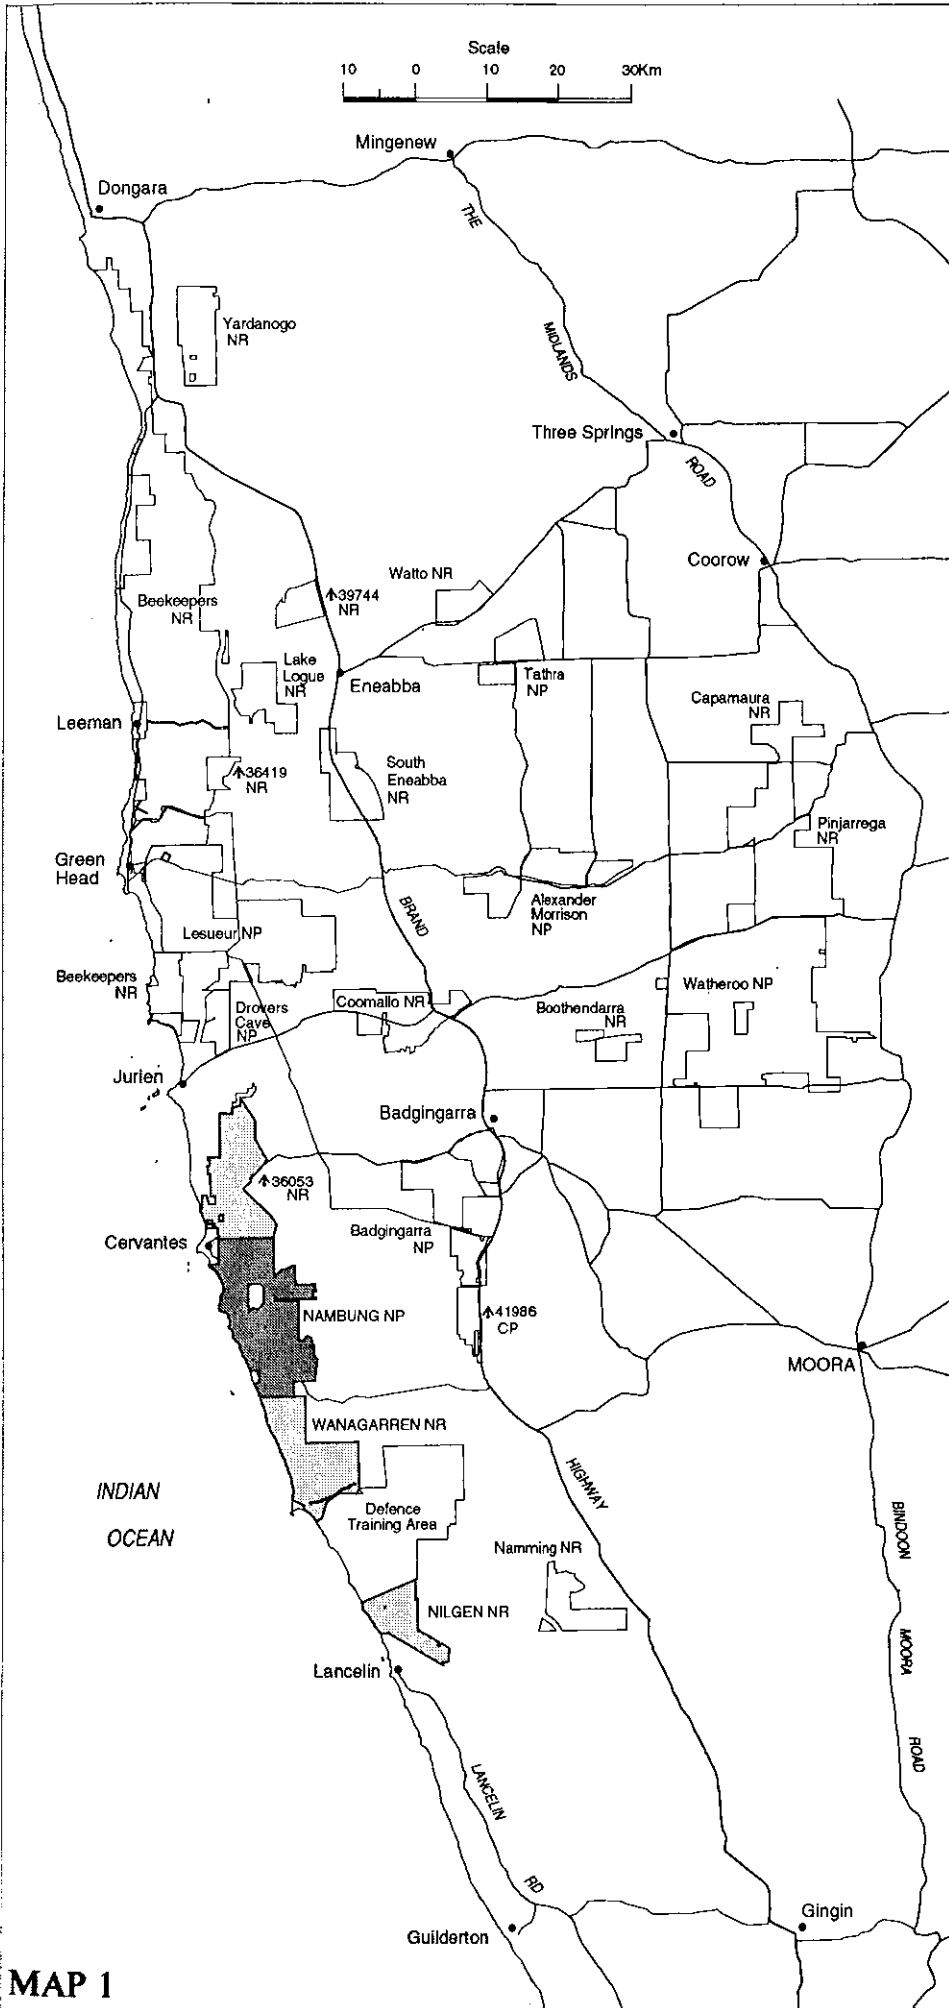 Scale
10 0 10 20 30Km
Mingenew
Dongara
THE
Yardanogo
NR
MIDLANDS
Three Springs
ROAD
Coorow
Watto NR
39744
NR
Beekeepers
NR
Lake
Logue
NR
Eneabba
Tathra
NP
Capamaura
NR
Leeman
South
Eneabba
NR
36419
NR
Pinjarrega
NR
Green
Head
Alexander
Morrison
NP
BRAND
Lesueur NP
Beekeepers
NR
Watheroo NP
Coomallo NR
Drovers
Cave
NP
Boothendarra
NR
Jurien
Badgingarra
36053
NR
Badgingarra
NP
Cervantes
NAMBUNG NP
41986
CP
MOORA
WANAGARREN NR
HIGHWAY
INDIAN
OCEAN
Defence
Training Area
BINDOON
Namming NR
NILGEN NR
MOORA
Lancelin
ROAD
LANCELIN
RD
Gingin
Guilderton
MAP 1